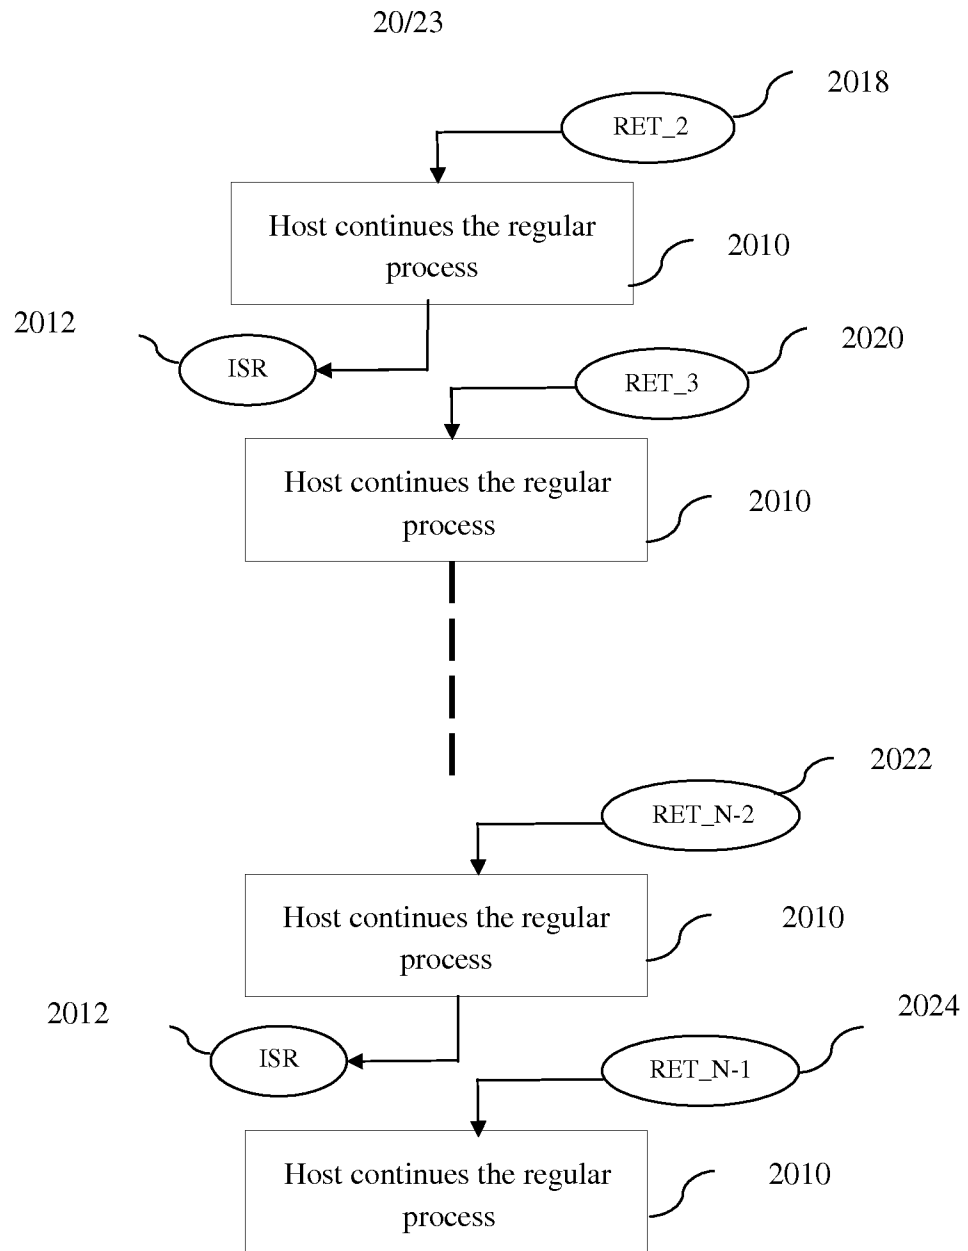 20/23
2018
RET_2
Host continues the regular
process
2010
2012
ISR
2020
RET_3
Host continues the regular
process
2010
2022
RET_N-2
Host continues the regular
process
2010
2012
ISR
2024
RET_N-1
Host continues the regular
process
2010